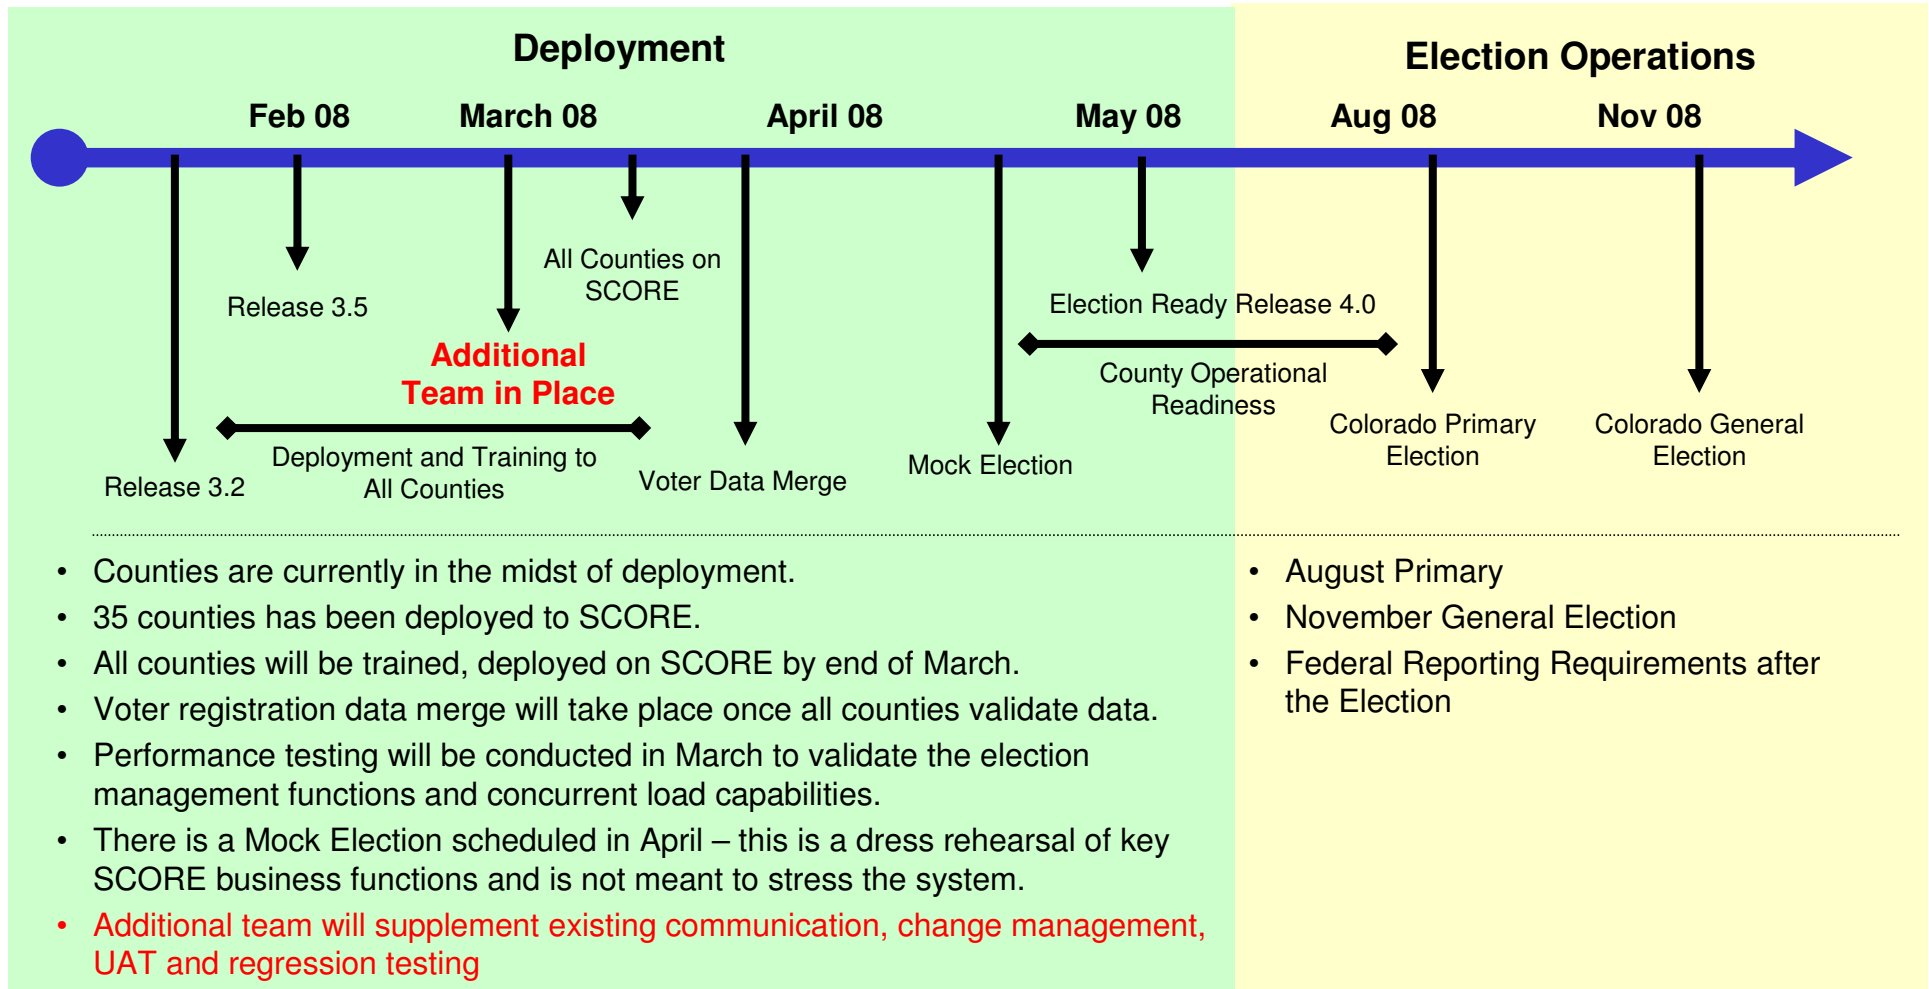 Deployment
Election Operations
Feb 08
March 08
April 08
May 08
Aug 08
Nov 08
All Counties on
SCORE
Release 3.5
Election Ready Release 4.0
Additional
Team in Place
County Operational
Readiness
Colorado Primary
Election
Colorado General
Election
Deployment and Training to
All Counties
Release 3.2
Voter Data Merge
Mock Election
• Counties are currently in the midst of deployment.
• 35 counties has been deployed to SCORE.
• All counties will be trained, deployed on SCORE by end of March.
• Voter registration data merge will take place once all counties validate data.
• Performance testing will be conducted in March to validate the election
management functions and concurrent load capabilities.
• There is a Mock Election scheduled in April – this is a dress rehearsal of key
SCORE business functions and is not meant to stress the system.
• Additional team will supplement existing communication, change management,
UAT and regression testing
• August Primary
• November General Election
• Federal Reporting Requirements after
the Election